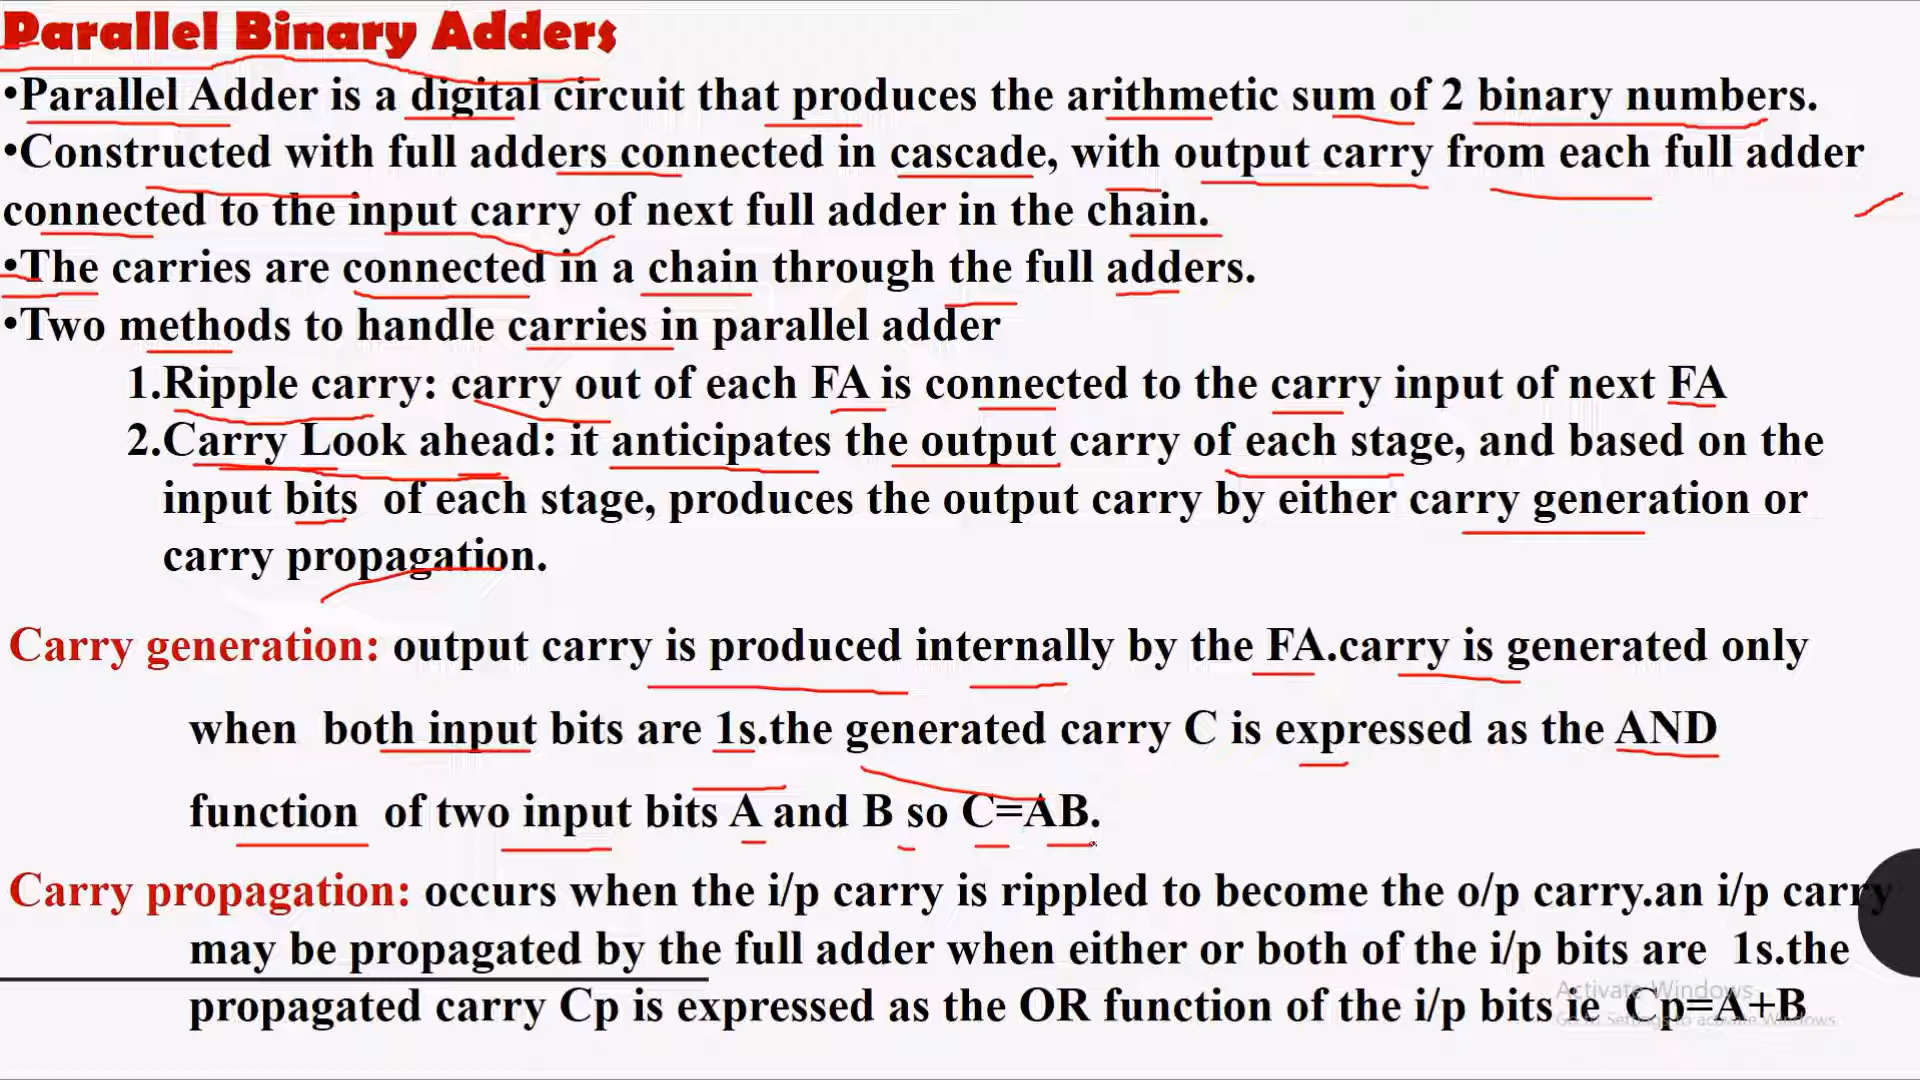 Parallel Binary Adders
•Parallel Adder is a digital circuit that produces the arithmetic sum of 2 binary numbers.
•Constructed with full adders connected in cascade, with output carry from each full adder
connected to the input carry of next full adder in the chain.
•The carries are connected in a chain through the full adders.
•Two methods to handle carries in parallel adder
1.Ripple carry: carry out of each FA is connected to the carry input of next FA
2.Carry Look ahead: it anticipates the output carry of each stage, and based on the
input bits of each stage, produces the output carry by either carry generation or
carry propagation.
Carry generation: output carry is produced internally by the FA.carry is generated only
when both input bits are 1s.the generated carry C is expressed as the AND
function of two input bits A and B so C=AB.
Carry propagation: occurs when the i/p carry is rippled to become the o/p carry.an i/p carry
may be propagated by the full adder when either or both of the i/p bits are 1s.the
propagated carry Cp is expressed as the OR function of the i/p bits ie Cp=A+B
Activate Windows
Go to Settings to activate Windows.